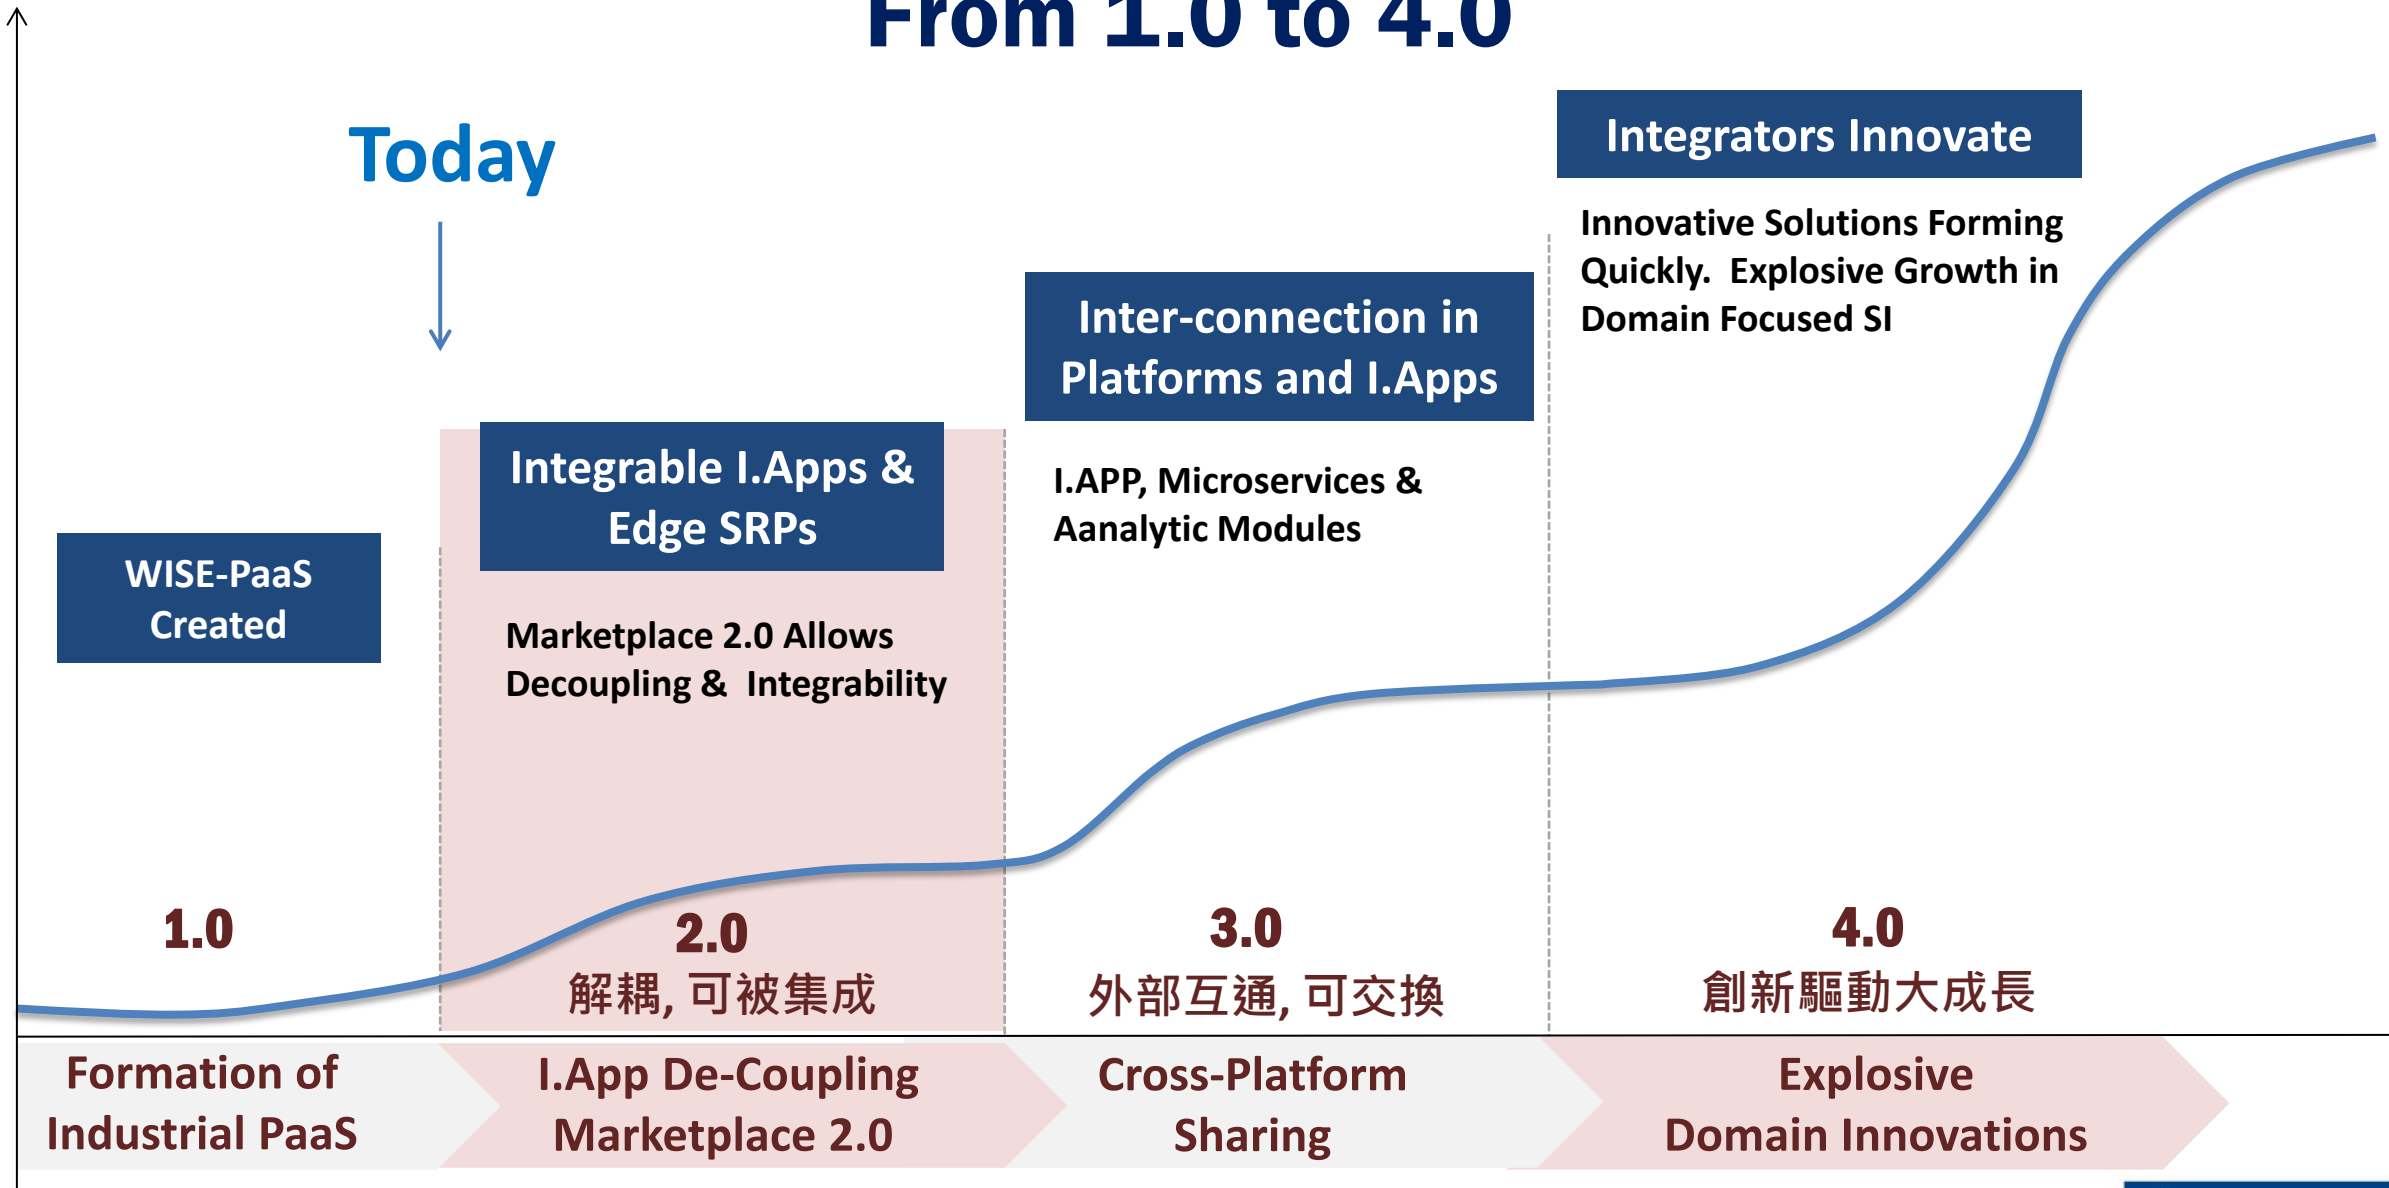 From 1.0 to 4.0
Today
Integrators Innovate
Innovative Solutions Forming
Quickly. Explosive Growth in
Domain Focused SI
Inter-connection in
Platforms and I.Apps
I.APP, Microservices &
Aanalytic Modules
Integrable I.Apps &
Edge SRPs
Marketplace 2.0 Allows
Decoupling & Integrability
WISE-PaaS
Created
1.0
2.0
解耦, 可被集成
3.0
外部互通, 可交換
4.0
創新驅動大成長
Formation of
Industrial PaaS
I.App De-Coupling
Marketplace 2.0
Cross-Platform
Sharing
Explosive
Domain Innovations